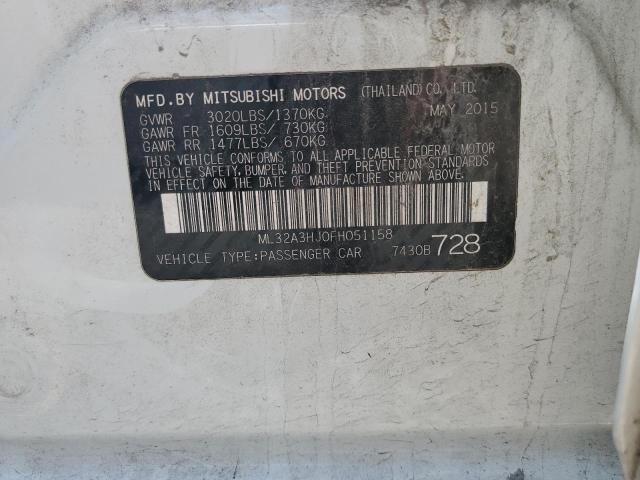 MFD.BY MITSUBISHI MOTORS (THAILAND) CO., LTD.
GVWR 3020LBS/1370KG MAY 2015
GAWR FR 1609LBS/ 730KG
GAWR RR 1477LBS/ 670KG
THIS VEHICLE CONFORMS TO ALL APPLICABLE FEDERAL MOTOR
VEHICLE SAFETY,BUMPER, AND THEFT PREVENTION STANDARDS
IN EFFECT ON THE DATE OF MANUFACTURE SHOWN ABOVE.
ML32A3HJ0FH051158
VEHICLE TYPE:PASSENGER CAR 7430B 728